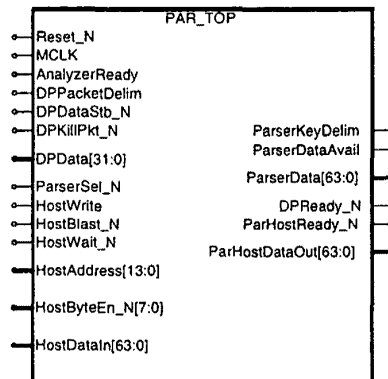 PAR_TOP
Reset_N
MCLK
AnalyzerReady
DPPacketDelim
DPDataStb_N
DPKillPkt_N
DPData[31:0]
ParserSel_N
HostWrite
HostBlast_N
HostWait_N
HostAddress[13:0]
HostByteEn_N[7:0]
HostDataIn[63:0]
ParserKeyDelim
ParserDataAvail
ParserData[63:0]
DPReady_N
ParHostReady_N
ParHostDataOut[63:0]